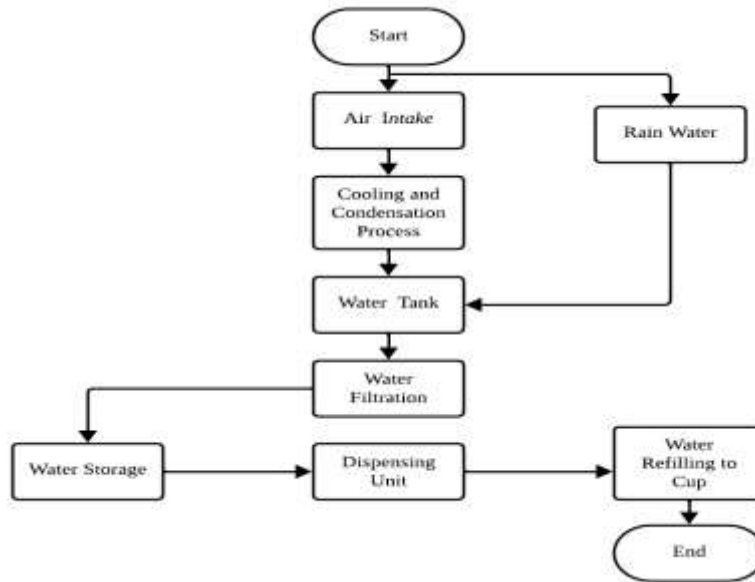 Start
Air Intake
Rain Water
Cooling and
Condensation
Process
Water Tank
Water
Filtration
Water Storage
Dispensing
Unit
Water
Refilling to
Cup
End